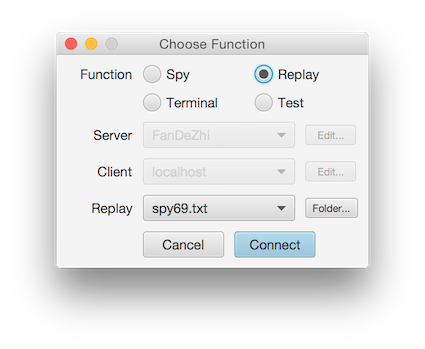 Choose Function
Function Spy Replay
Terminal Test
Server FanDeZhi Edit...
Client localhost Edit...
Replay spy69.txt Folder...
Cancel Connect